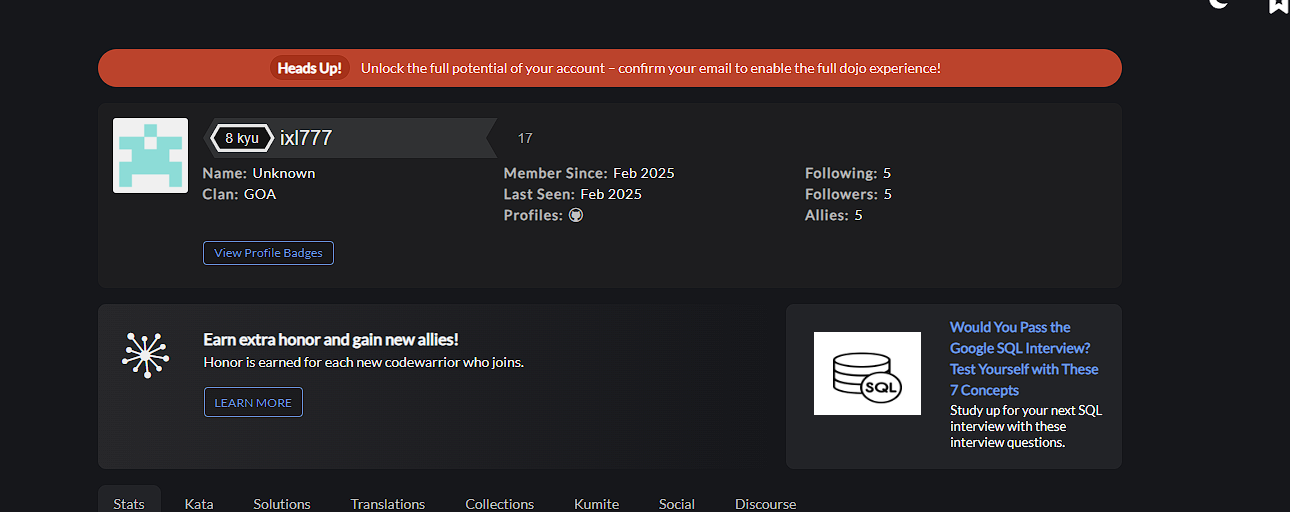 Heads Up! Unlock the full potential of your account – confirm your email to enable the full dojo experience!
8 kyu ixl777 17
Name: Unknown
Clan: GOA
Member Since: Feb 2025
Last Seen: Feb 2025
Profiles:
Following: 5
Followers: 5
Allies: 5
View Profile Badges
Earn extra honor and gain new allies!
Honor is earned for each new codewarrior who joins.
LEARN MORE
SQL
Would You Pass the
Google SQL Interview?
Test Yourself with These
7 Concepts
Study up for your next SQL
interview with these
interview questions.
Stats Kata Solutions Translations Collections Kumite Social Discourse